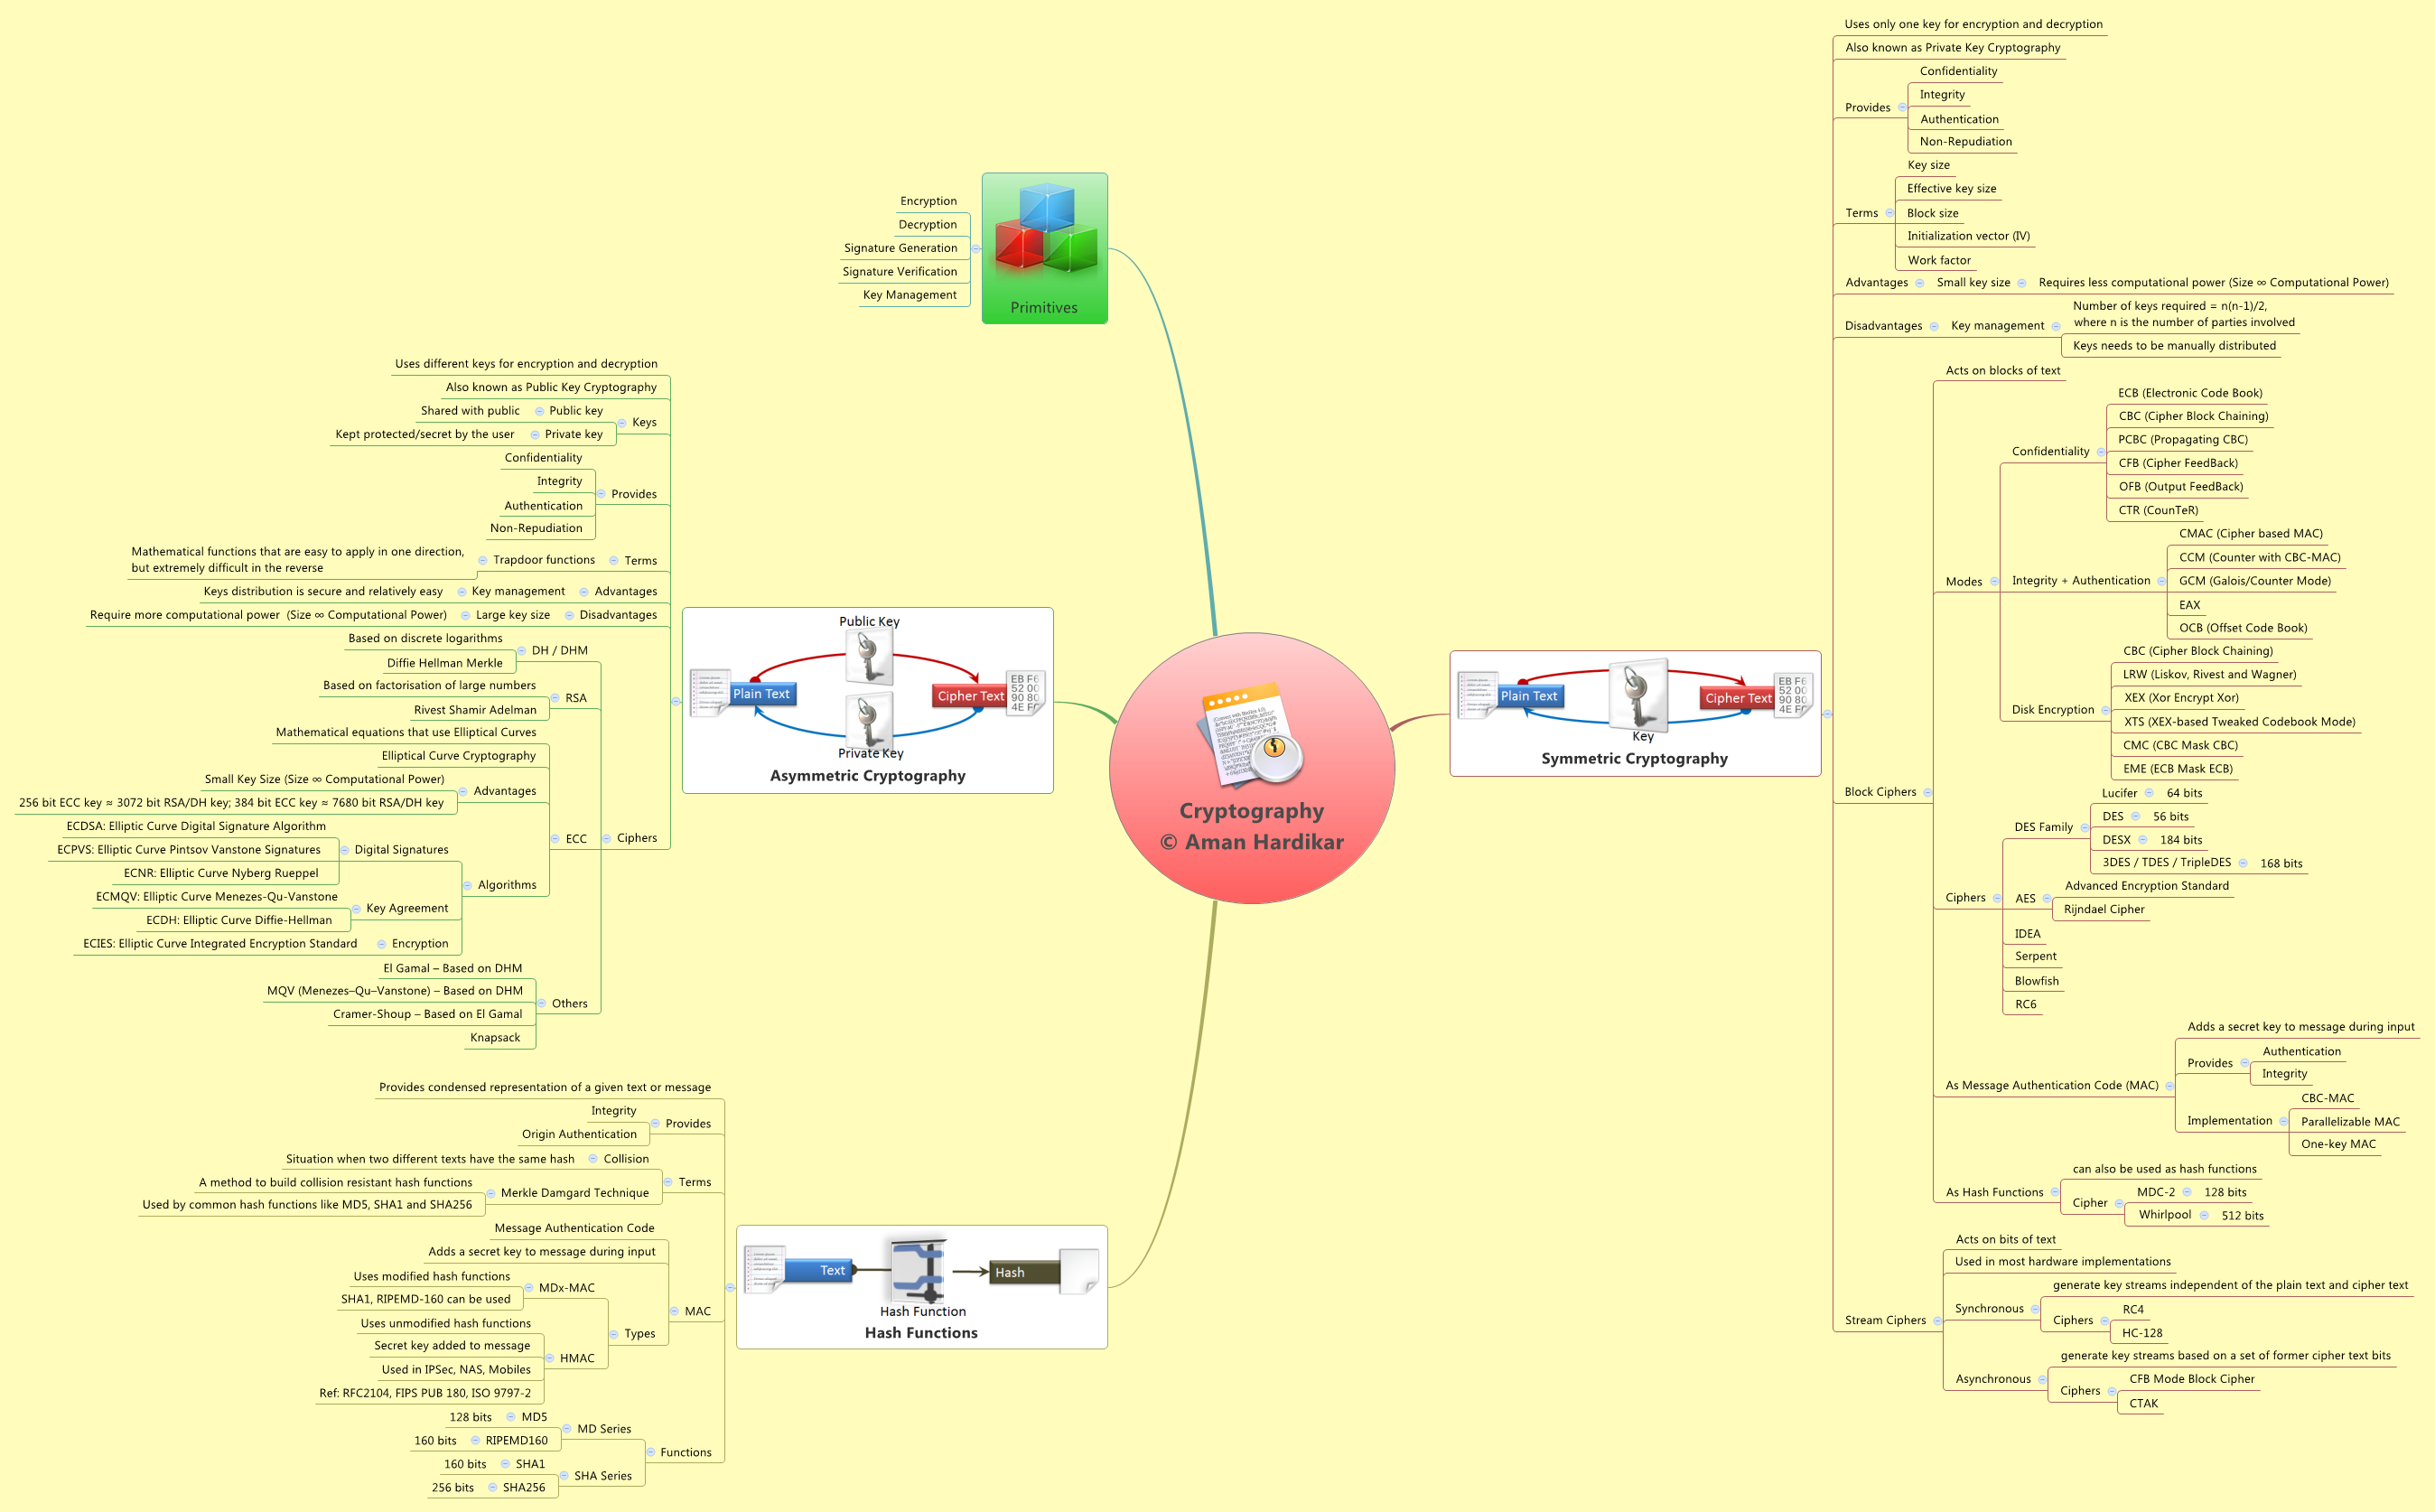 Cryptography
© Aman Hardikar
Primitives
Encryption
Decryption
Signature Generation
Signature Verification
Key Management
Public Key
Plain Text
Cipher Text
EB F6
52 00
90 80
4E F0
Private Key
Asymmetric Cryptography
Uses different keys for encryption and decryption
Also known as Public Key Cryptography
Keys
Public key
Shared with public
Private key
Kept protected/secret by the user
Provides
Confidentiality
Integrity
Authentication
Non-Repudiation
Terms
Trapdoor functions
Mathematical functions that are easy to apply in one direction,
but extremely difficult in the reverse
Advantages
Key management
Keys distribution is secure and relatively easy
Disadvantages
Large key size
Require more computational power (Size ∞ Computational Power)
Ciphers
DH / DHM
Based on discrete logarithms
Diffie Hellman Merkle
RSA
Based on factorisation of large numbers
Rivest Shamir Adelman
ECC
Mathematical equations that use Elliptical Curves
Elliptical Curve Cryptography
Advantages
Small Key Size (Size ∞ Computational Power)
256 bit ECC key ≈ 3072 bit RSA/DH key; 384 bit ECC key ≈ 7680 bit RSA/DH key
Algorithms
Digital Signatures
ECDSA: Elliptic Curve Digital Signature Algorithm
ECPVS: Elliptic Curve Pintsov Vanstone Signatures
ECNR: Elliptic Curve Nyberg Rueppel
Key Agreement
ECMQV: Elliptic Curve Menezes-Qu-Vanstone
ECDH: Elliptic Curve Diffie-Hellman
Encryption
ECIES: Elliptic Curve Integrated Encryption Standard
Others
El Gamal – Based on DHM
MQV (Menezes–Qu–Vanstone) – Based on DHM
Cramer-Shoup – Based on El Gamal
Knapsack
Text
Hash
Hash Function
Hash Functions
Provides condensed representation of a given text or message
Provides
Integrity
Origin Authentication
Terms
Collision
Situation when two different texts have the same hash
Merkle Damgard Technique
A method to build collision resistant hash functions
Used by common hash functions like MD5, SHA1 and SHA256
MAC
Message Authentication Code
Adds a secret key to message during input
Types
MDx-MAC
Uses modified hash functions
SHA1, RIPEMD-160 can be used
HMAC
Uses unmodified hash functions
Secret key added to message
Used in IPSec, NAS, Mobiles
Ref: RFC2104, FIPS PUB 180, ISO 9797-2
Functions
MD Series
MD5
128 bits
RIPEMD160
160 bits
SHA Series
SHA1
160 bits
SHA256
256 bits
Plain Text
Cipher Text
EB F6
52 00
90 80
4E F0
Key
Symmetric Cryptography
Uses only one key for encryption and decryption
Also known as Private Key Cryptography
Provides
Confidentiality
Integrity
Authentication
Non-Repudiation
Terms
Key size
Effective key size
Block size
Initialization vector (IV)
Work factor
Advantages
Small key size
Requires less computational power (Size ∞ Computational Power)
Disadvantages
Key management
Number of keys required = n(n-1)/2,
where n is the number of parties involved
Keys needs to be manually distributed
Block Ciphers
Acts on blocks of text
Modes
Confidentiality
ECB (Electronic Code Book)
CBC (Cipher Block Chaining)
PCBC (Propagating CBC)
CFB (Cipher FeedBack)
OFB (Output FeedBack)
CTR (CounTeR)
Integrity + Authentication
CMAC (Cipher based MAC)
CCM (Counter with CBC-MAC)
GCM (Galois/Counter Mode)
EAX
OCB (Offset Code Book)
Disk Encryption
CBC (Cipher Block Chaining)
LRW (Liskov, Rivest and Wagner)
XEX (Xor Encrypt Xor)
XTS (XEX-based Tweaked Codebook Mode)
CMC (CBC Mask CBC)
EME (ECB Mask ECB)
Ciphers
DES Family
Lucifer
64 bits
DES
56 bits
DESX
184 bits
3DES / TDES / TripleDES
168 bits
AES
Advanced Encryption Standard
Rijndael Cipher
IDEA
Serpent
Blowfish
RC6
As Message Authentication Code (MAC)
Adds a secret key to message during input
Provides
Authentication
Integrity
Implementation
CBC-MAC
Parallelizable MAC
One-key MAC
As Hash Functions
can also be used as hash functions
Cipher
MDC-2
128 bits
Whirlpool
512 bits
Stream Ciphers
Acts on bits of text
Used in most hardware implementations
Synchronous
generate key streams independent of the plain text and cipher text
Ciphers
RC4
HC-128
Asynchronous
generate key streams based on a set of former cipher text bits
Ciphers
CFB Mode Block Cipher
CTAK